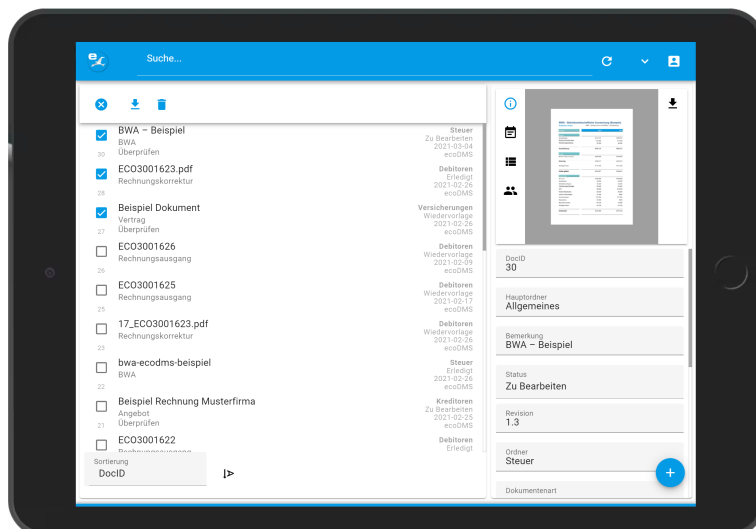 e
Suche...
BWA – Beispiel
BWA
Überprüfen
30
Steuer
Zu Bearbeiten
2021-03-04
ecoDMS
ECO3001623.pdf
Rechnungskorrektur
28
Debitoren
Erledigt
2021-02-26
ecoDMS
Beispiel Dokument
Vertrag
Überprüfen
27
Versicherungen
Wiedervorlage
2021-02-26
ecoDMS
ECO3001626
Rechnungsausgang
26
Debitoren
Wiedervorlage
2021-02-09
ecoDMS
ECO3001625
Rechnungsausgang
25
Debitoren
Wiedervorlage
2021-02-17
ecoDMS
17_ECO3001623.pdf
Rechnungskorrektur
23
Debitoren
Wiedervorlage
2021-02-26
ecoDMS
bwa-ecodms-beispiel
BWA
22
Steuer
Erledigt
2021-02-26
ecoDMS
Beispiel Rechnung Musterfirma
Angebot
Überprüfen
21
Kreditoren
Zu Bearbeiten
2021-02-25
ecoDMS
ECO3001622
Rechnungsausgang
Debitoren
Erledigt
Sortierung
DocID
DocID
30
Hauptordner
Allgemeines
Bemerkung
BWA – Beispiel
Status
Zu Bearbeiten
Revision
1.3
Ordner
Steuer
Dokumentenart